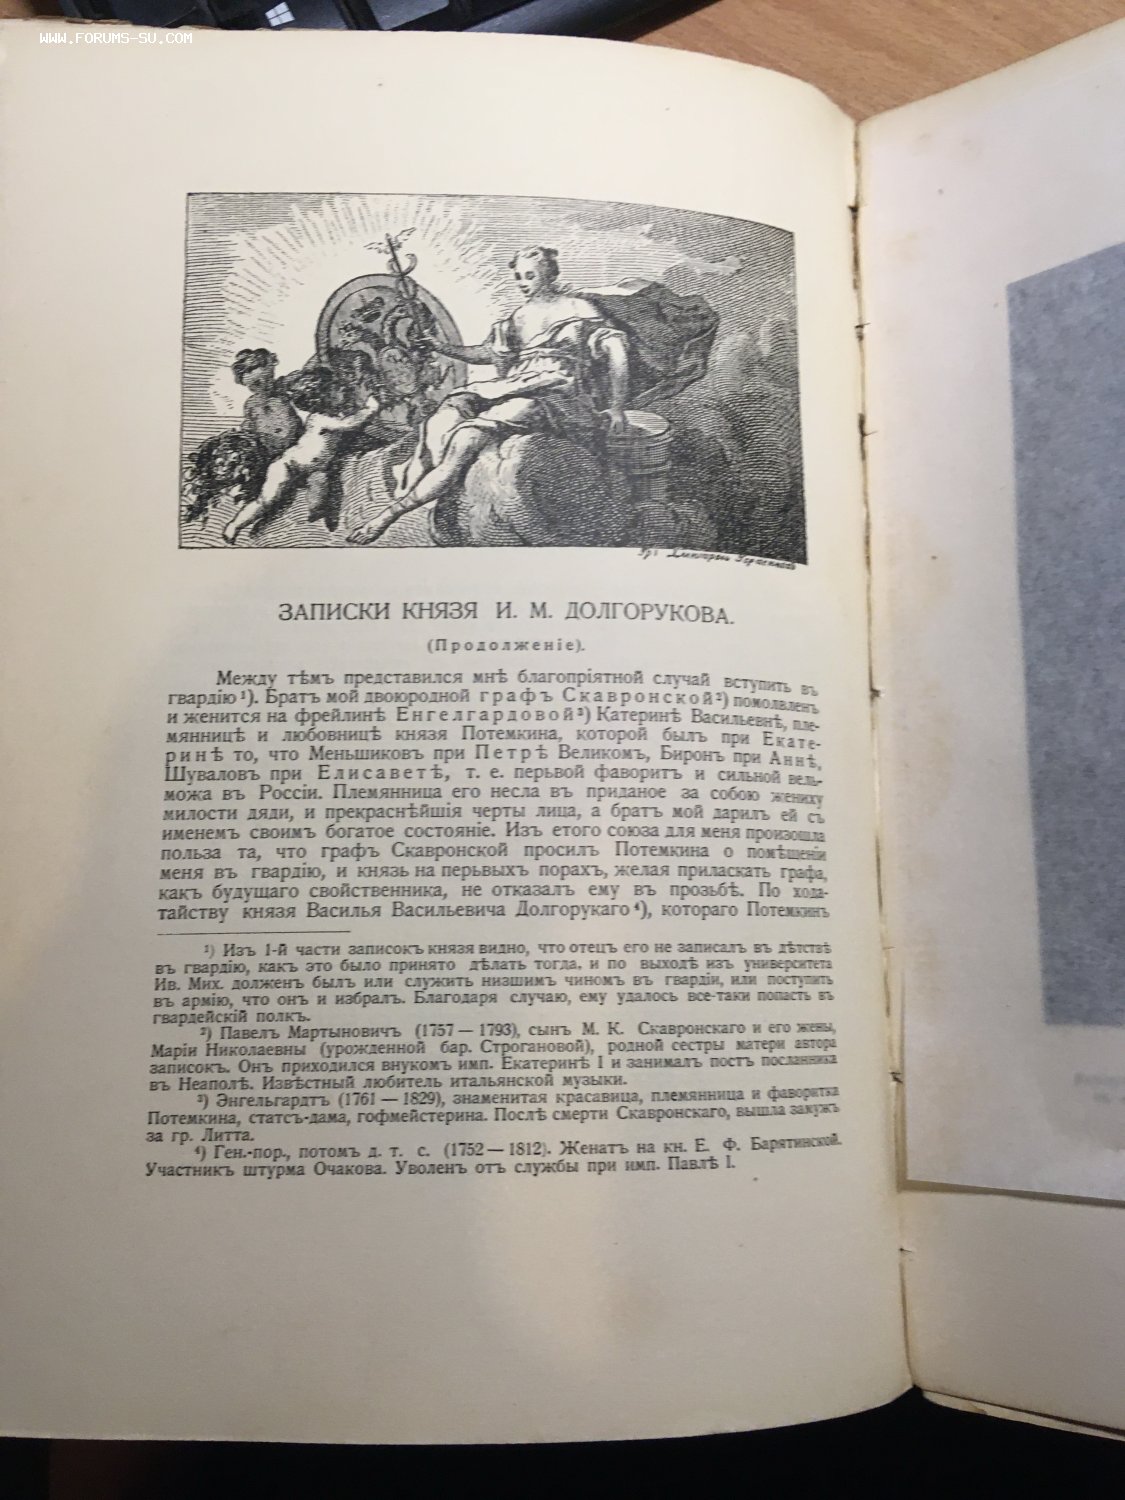 WWW.FORUMS-SU.COM
ЗАПИСКИ КНЯЗЯ И. М. ДОЛГОРУКОВА.
(Продолженіе).
Между тѣмъ представился мнѣ благопріятной случай вступить въ
гвардію ¹). Братъ мой двоюродной графъ Скавронской ²) помолвленъ
и женится на фрейлинѣ Енгелгардовой ³) Катеринѣ Васильевнѣ, пле-
мянницѣ и любовницѣ князя Потемкина, которой былъ при Екате-
ринѣ то, что Меньшиковъ при Петрѣ Великомъ, Биронъ при Аннѣ,
Шуваловъ при Елисаветѣ, т. е. перьвой фаворитъ и сильной вель-
можа въ Россіи. Племянница его несла въ приданое за собою жениху
милости дяди, и прекраснѣйшія черты лица, а братъ мой дарилъ ей съ
именемъ своимъ богатое состояніе. Изъ етого союза для меня произошла
польза та, что графъ Скавронской просилъ Потемкина о помѣщеніи
меня въ гвардію, и князь на перьвыхъ порахъ, желая приласкать графа,
какъ будущаго свойственника, не отказалъ ему въ прозьбѣ. По хода-
тайству князя Василья Васильевича Долгорукаго ⁴), котораго Потемкинъ
¹) Изъ 1-й части записокъ князя видно, что отецъ его не записалъ въ дѣтствѣ
въ гвардію, какъ это было принято дѣлать тогда, и по выходѣ изъ университета
Ив. Мих. долженъ былъ или служить низшимъ чиномъ въ гвардіи, или поступить
въ армію, что онъ и избралъ. Благодаря случаю, ему удалось все-таки попасть въ
гвардейскій полкъ.
²) Павелъ Мартыновичъ (1757 — 1793), сынъ М. К. Скавронскаго и его жены,
Маріи Николаевны (урожденной бар. Строгановой), родной сестры матери автора
записокъ. Онъ приходился внукомъ имп. Екатеринѣ I и занималъ постъ посланника
въ Неаполѣ. Извѣстный любитель итальянской музыки.
³) Энгельгардтъ (1761 — 1829), знаменитая красавица, племянница и фаворитка
Потемкина, статсъ-дама, гофмейстерина. Послѣ смерти Скавронскаго, вышла замужъ
за гр. Литта.
⁴) Ген.-пор., потомъ д. т. с. (1752 — 1812). Женатъ на кн. Е. Ф. Барятинской.
Участникъ штурма Очакова. Уволенъ отъ службы при имп. Павлѣ I.